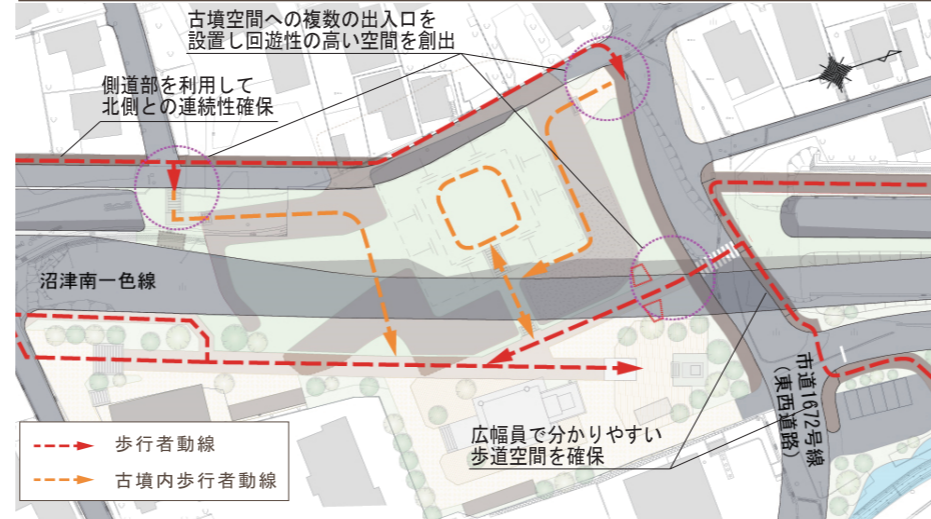 古墳空間への複数の出入口を
設置し回遊性の高い空間を創出
側道部を利用して
北側との連続性確保
沼津南一色線
市道1672号線
（東西道路）
広幅員で分かりやすい
歩道空間を確保
歩行者動線
古墳内歩行者動線